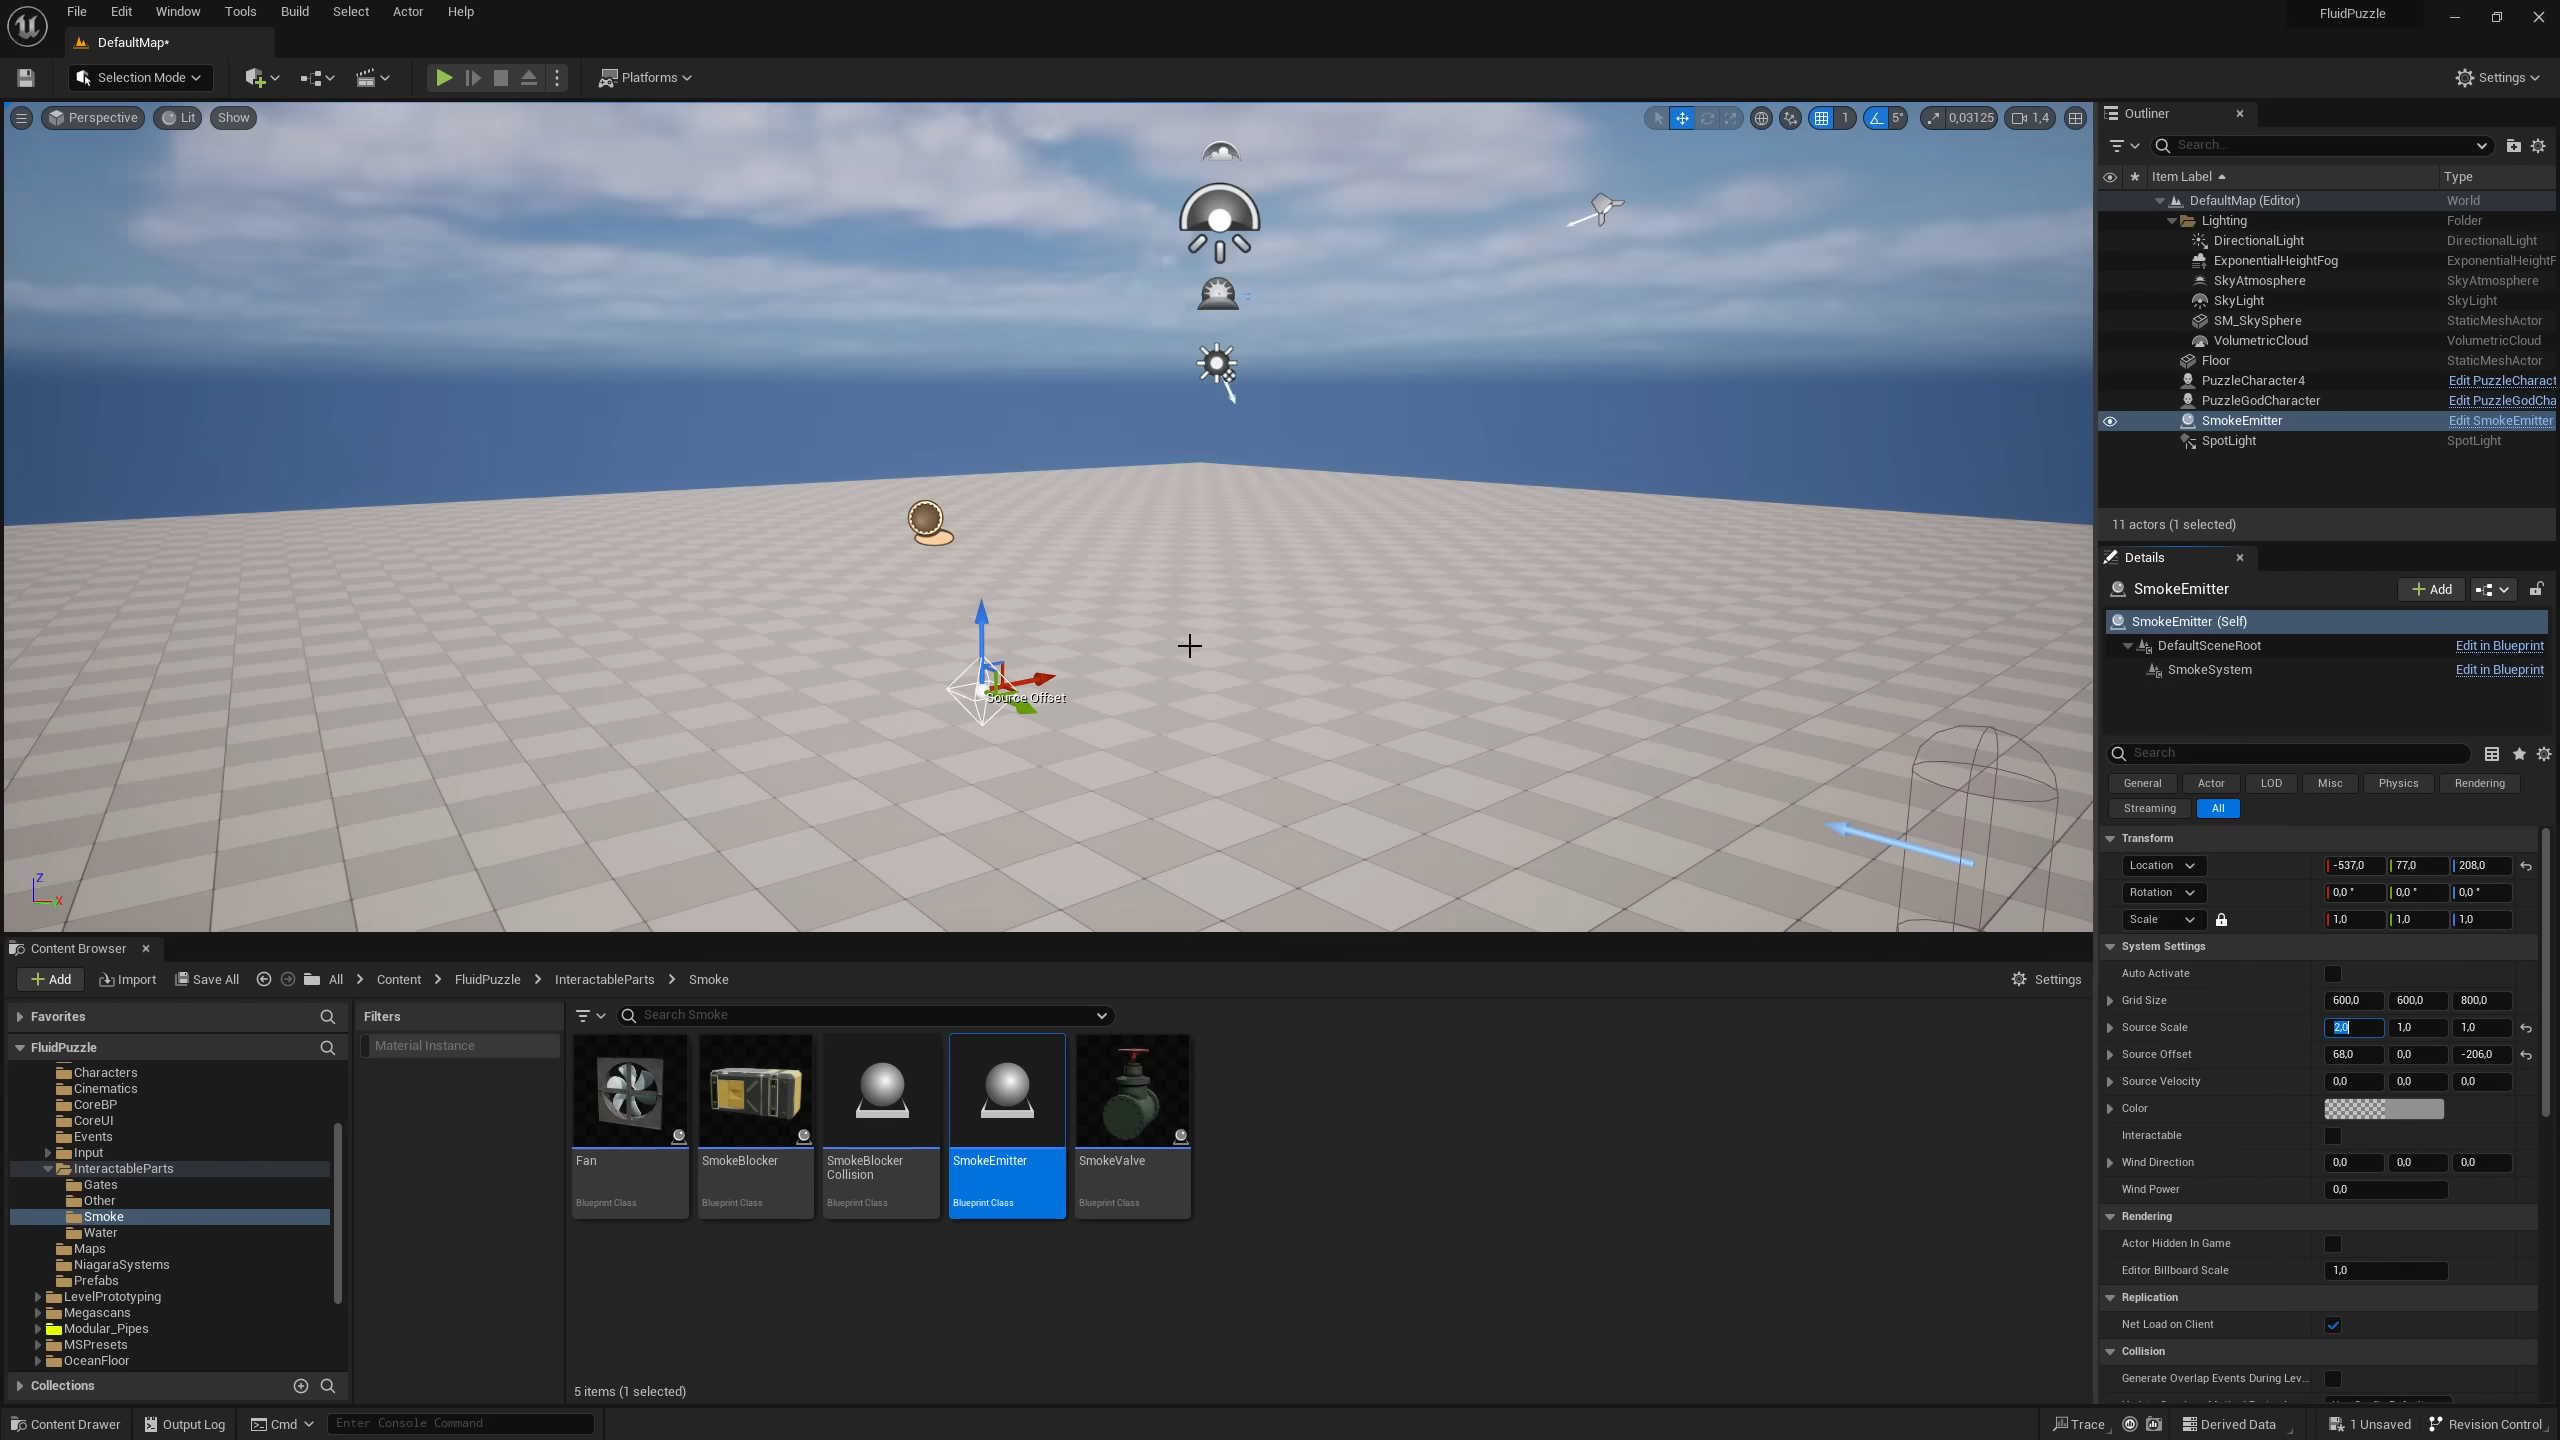 File Edit Window Tools Build Select Actor Help
FluidPuzzle
DefaultMap*
Selection Mode
Platforms
Settings
Perspective
Lit
Show
1
5°
0,03125
1,4
Source Offset
Z
X
Outliner
Search...
Item Label
Type
DefaultMap (Editor) World
Lighting Folder
DirectionalLight DirectionalLight
ExponentialHeightFog ExponentialHeightF
SkyAtmosphere SkyAtmosphere
SkyLight SkyLight
SM_SkySphere StaticMeshActor
VolumetricCloud VolumetricCloud
Floor StaticMeshActor
PuzzleCharacter4 Edit PuzzleCharact
PuzzleGodCharacter Edit PuzzleGodCha
SmokeEmitter Edit SmokeEmitter
SpotLight SpotLight
11 actors (1 selected)
Details
SmokeEmitter
Add
SmokeEmitter (Self)
DefaultSceneRoot Edit in Blueprint
SmokeSystem Edit in Blueprint
Search
General Actor LOD Misc Physics Rendering
Streaming All
Transform
Location -537,0 77,0 208,0
Rotation 0,0 ° 0,0 ° 0,0 °
Scale 1,0 1,0 1,0
System Settings
Auto Activate
Grid Size 600,0 600,0 800,0
Source Scale 2,0 1,0 1,0
Source Offset 68,0 0,0 -206,0
Source Velocity 0,0 0,0 0,0
Color
Interactable
Wind Direction 0,0 0,0 0,0
Wind Power 0,0
Rendering
Actor Hidden In Game
Editor Billboard Scale 1,0
Replication
Net Load on Client
Collision
Generate Overlap Events During Lev...
Content Browser
Add
Import
Save All
All > Content > FluidPuzzle > InteractableParts > Smoke
Settings
Favorites
FluidPuzzle
Characters
Cinematics
CoreBP
CoreUI
Events
Input
InteractableParts
Gates
Other
Smoke
Water
Maps
NiagaraSystems
Prefabs
LevelPrototyping
Megascans
Modular_Pipes
MSPresets
OceanFloor
Collections
Filters
Material Instance
Search Smoke
Fan
Blueprint Class
SmokeBlocker
Blueprint Class
SmokeBlocker
Collision
Blueprint Class
SmokeEmitter
Blueprint Class
SmokeValve
Blueprint Class
5 items (1 selected)
Content Drawer
Output Log
Cmd
Enter Console Command
Trace
Derived Data
1 Unsaved
Revision Control